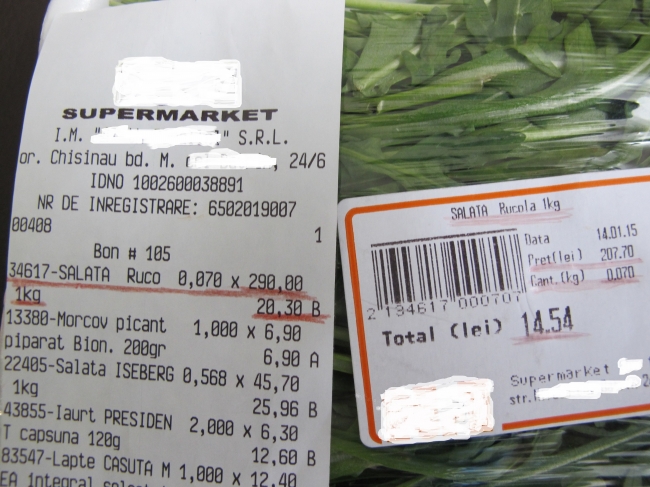 SUPERMARKET
I.M. " " S.R.L.
or. Chisinau bd. M. , 24/6
IDNO 1002600038891
NR DE INREGISTRARE: 6502019007
00408 1
Bon # 105
34617-SALATA Ruco 0,070 x 290,00
1kg 20,30 B
13380-Morcov picant 1,000 x 6,90
piparat Bion. 200gr 6,90 A
22405-Salata ISEBERG 0,568 x 45,70
1kg 25,96 B
43855-Iaurt PRESIDEN 2,000 x 6,30
T capsuna 120g 12,60 B
83547-Lapte CASUTA M 1,000 x 12,40
EA integral
SALATA Rucola 1kg
Data 14.01.15
Pret(lei) 207.70
Cant.(kg) 0.070
2 134617 000707
Total (lei) 14.54
Supermarket
str.